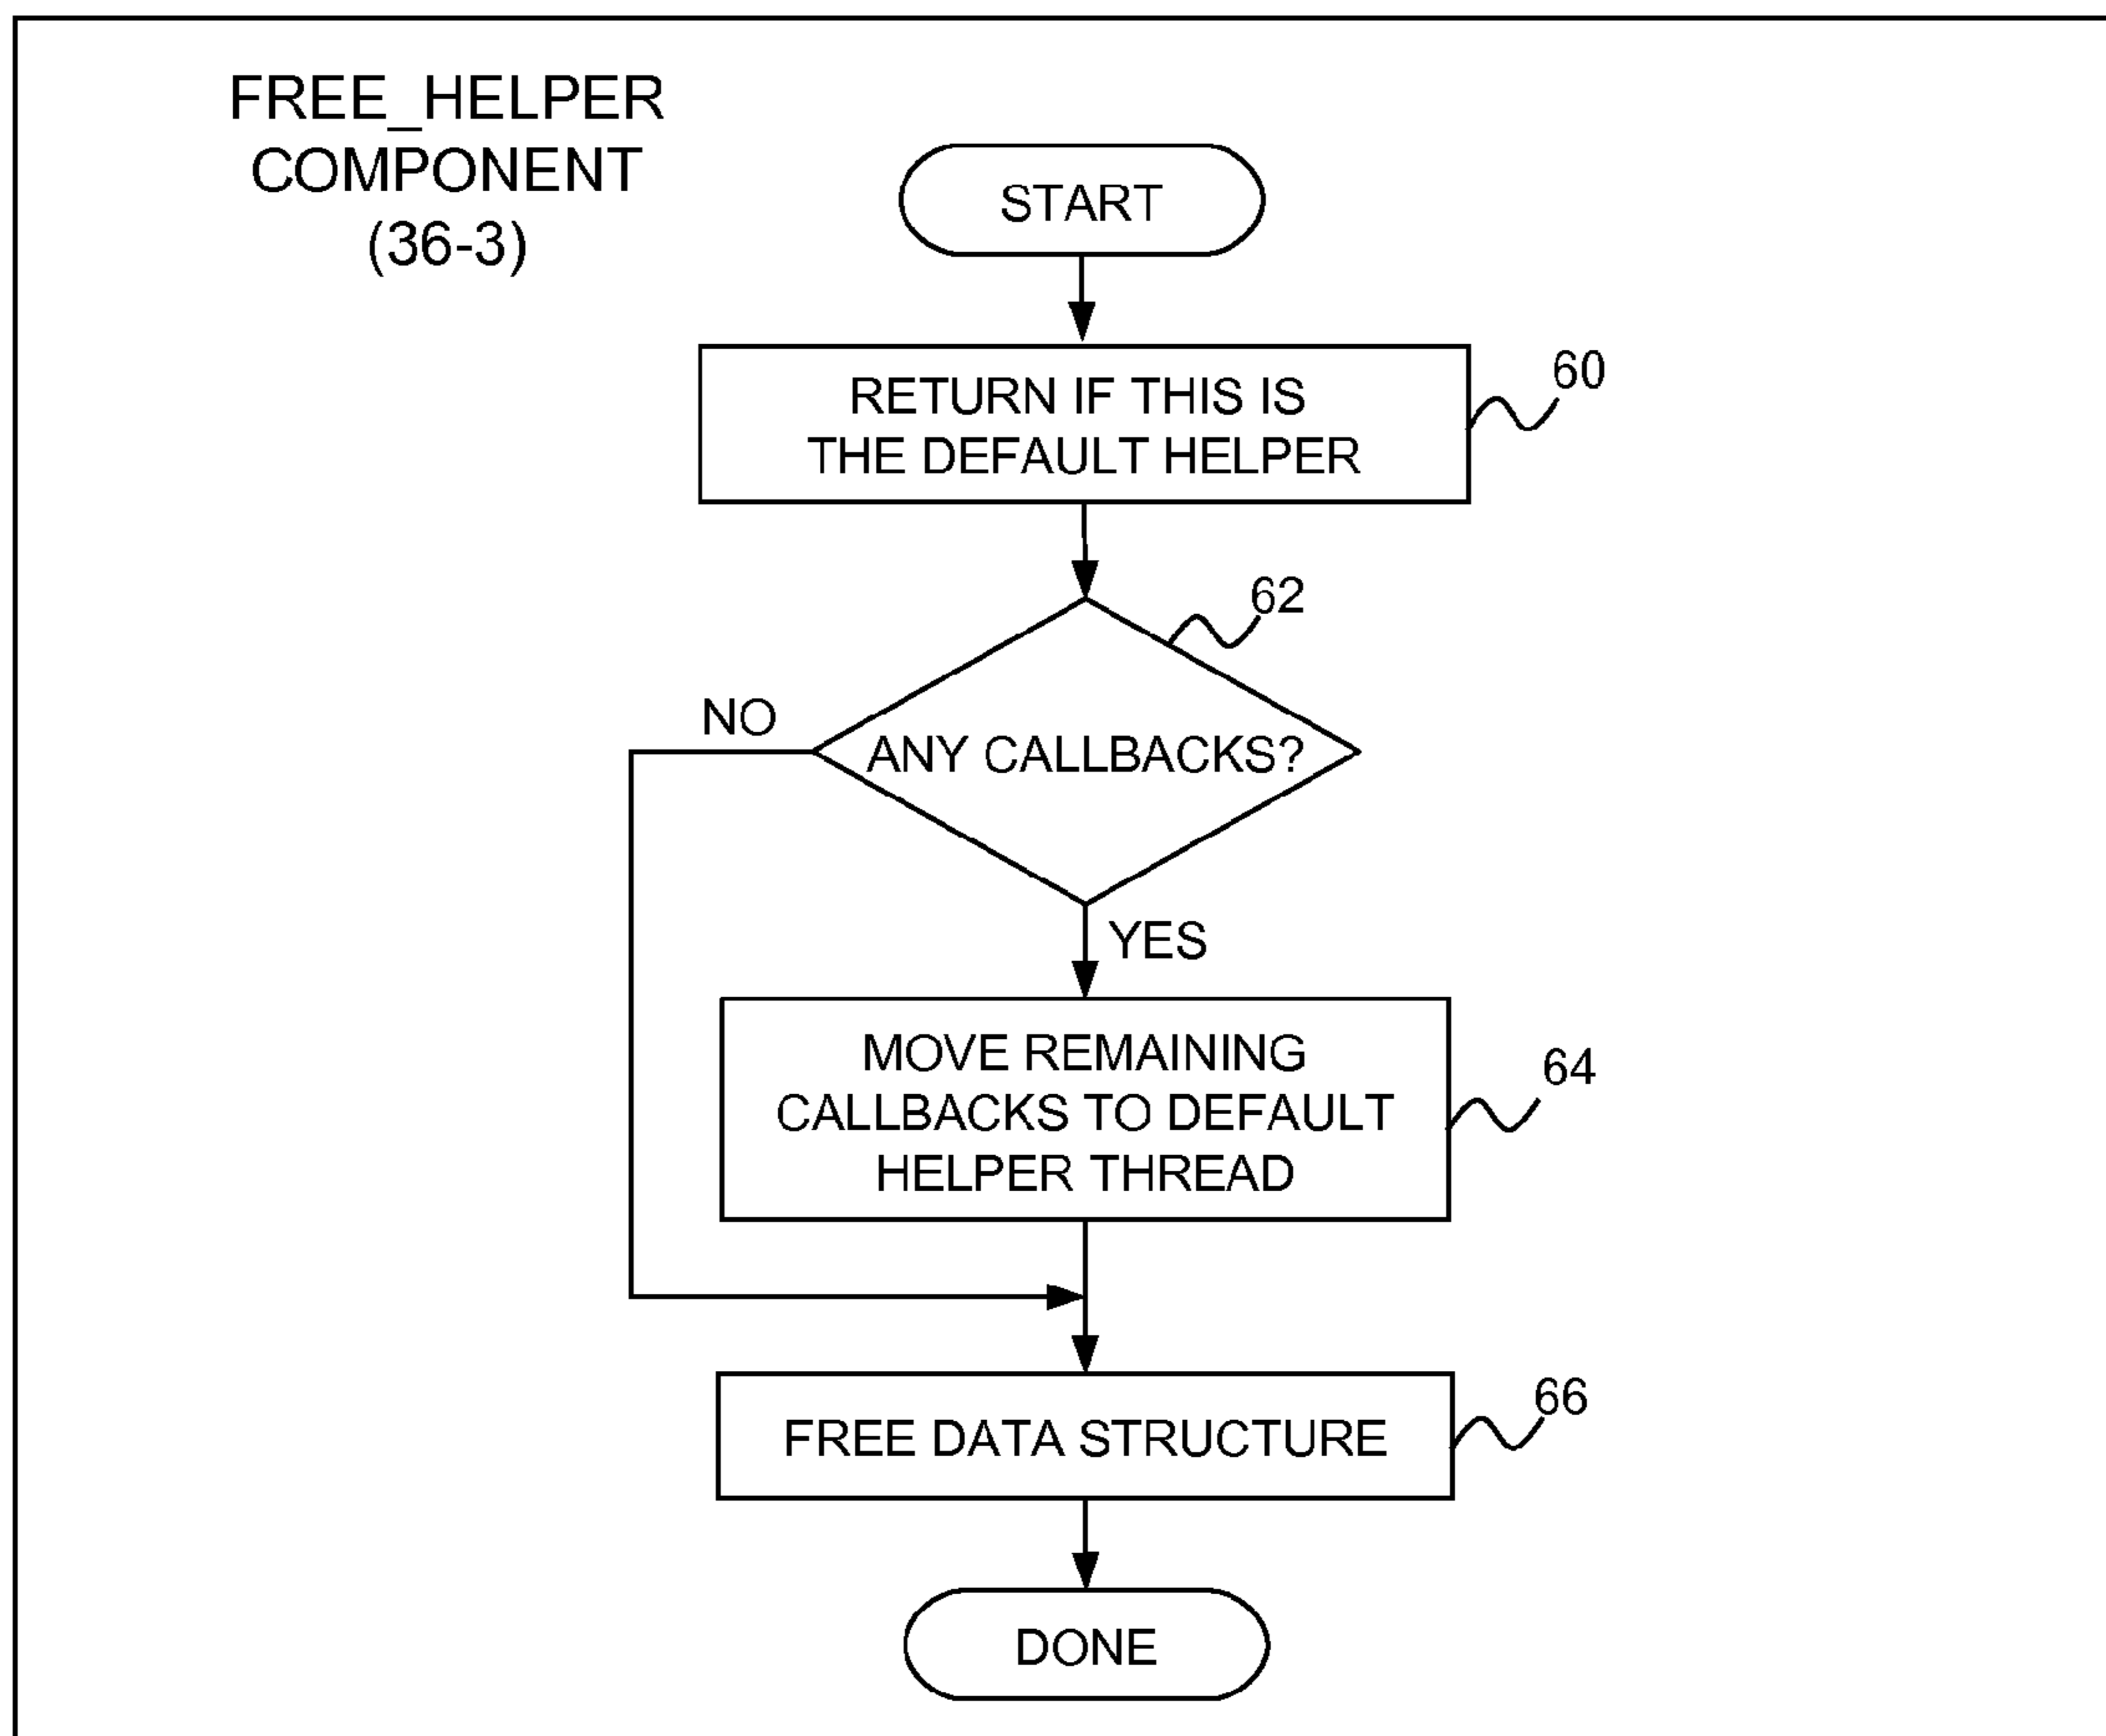 FREE_HELPER
COMPONENT
(36-3)
START
RETURN IF THIS IS
THE DEFAULT HELPER
60
62
NO
ANY CALLBACKS?
YES
MOVE REMAINING
CALLBACKS TO DEFAULT
HELPER THREAD
64
FREE DATA STRUCTURE
66
DONE